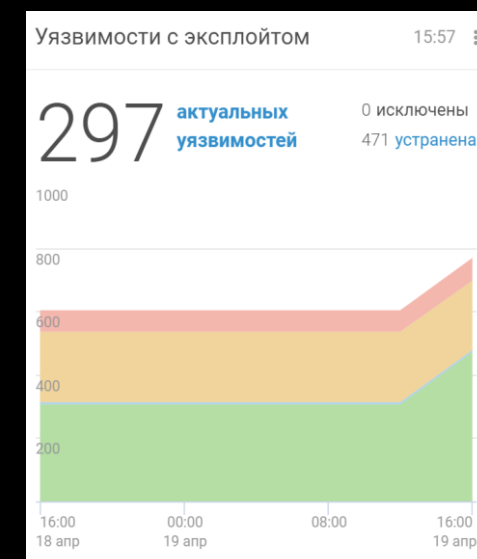 Уязвимости с эксплойтом 15:57
297 актуальных уязвимостей
0 исключены
471 устранена
1000
800
600
400
200
16:00 00:00 08:00 16:00
18 апр 19 апр 19 апр